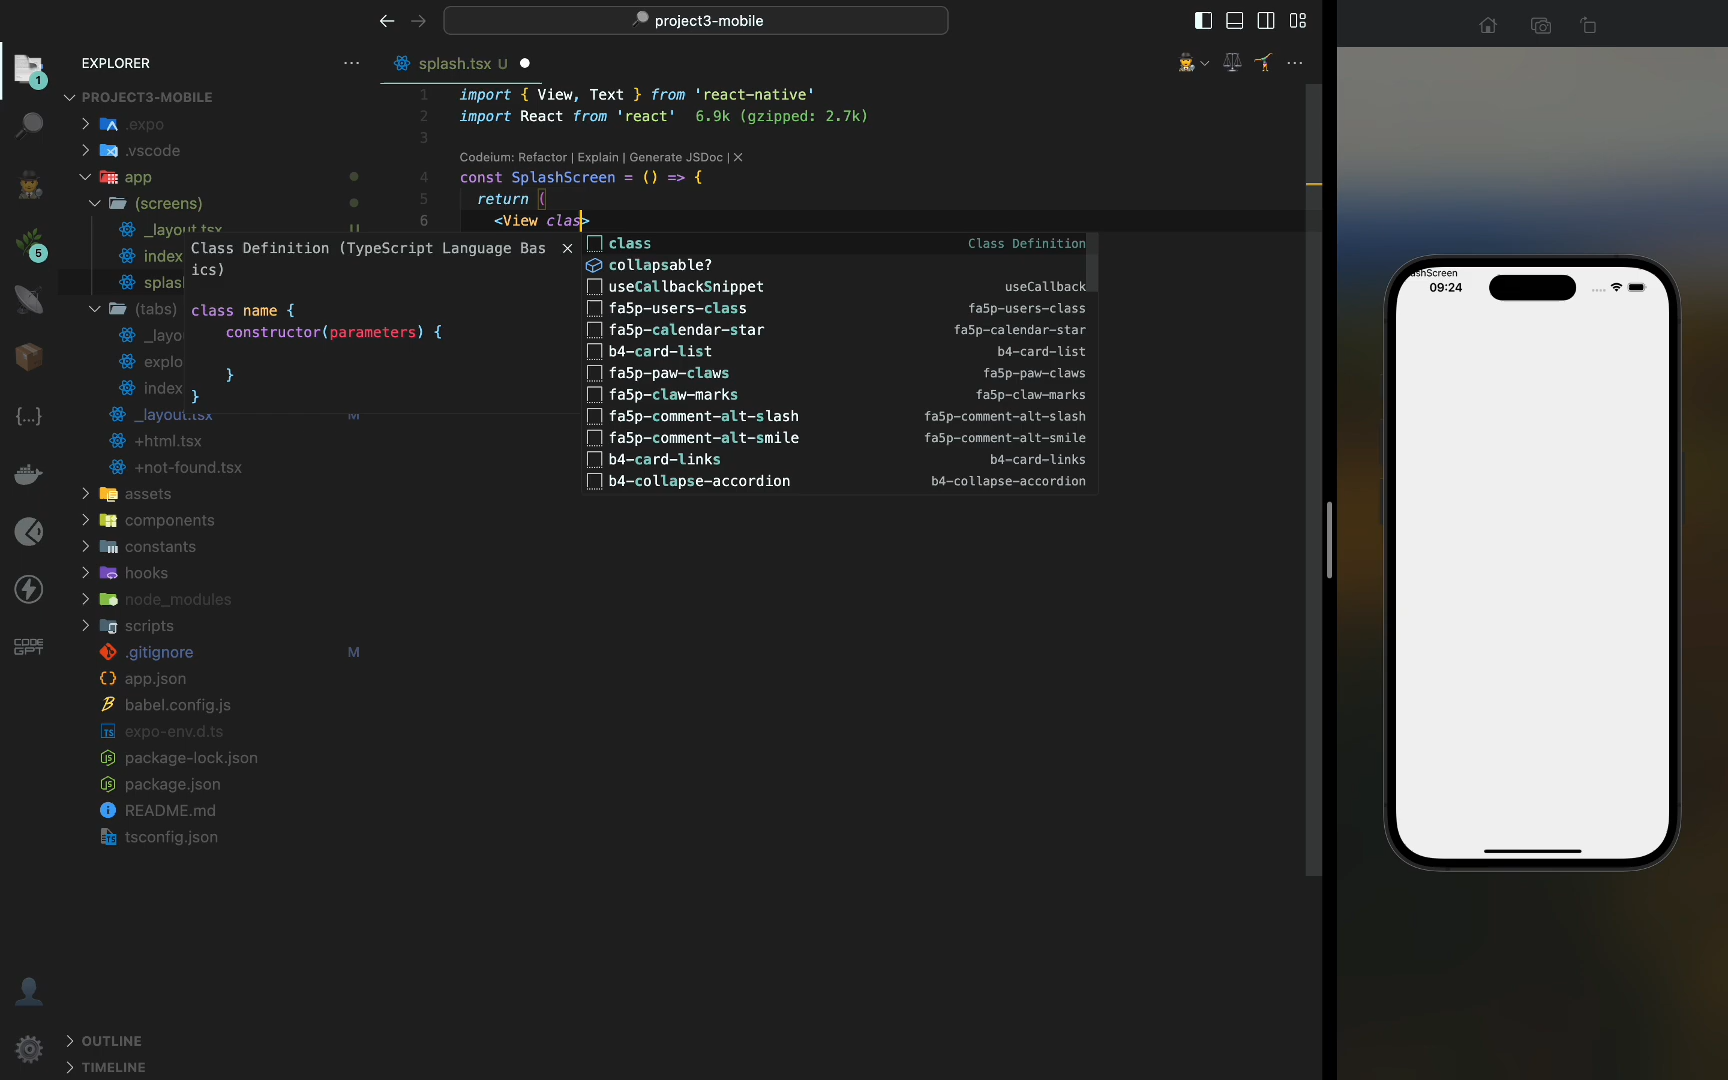 project3-mobile
EXPLORER
1
PROJECT3-MOBILE
.expo
.vscode
app
(screens)
_layout.tsx U
index
splas
(tabs)
_layo
explo
index
_layout.tsx M
+html.tsx
+not-found.tsx
assets
components
constants
hooks
node_modules
scripts
.gitignore M
app.json
babel.config.js
expo-env.d.ts
package-lock.json
package.json
README.md
tsconfig.json
OUTLINE
TIMELINE
5
{...}
CODE
GPT
splash.tsx U
1 import { View, Text } from 'react-native'
2 import React from 'react' 6.9k (gzipped: 2.7k)
3
Codeium: Refactor | Explain | Generate JSDoc | ×
4 const SplashScreen = () => {
5 return (
6 <View clas>
Class Definition (TypeScript Language Bas
ics)
class name {
constructor(parameters) {
}
}
class Class Definition
collapsable?
useCallbackSnippet useCallback
fa5p-users-class fa5p-users-class
fa5p-calendar-star fa5p-calendar-star
b4-card-list b4-card-list
fa5p-paw-claws fa5p-paw-claws
fa5p-claw-marks fa5p-claw-marks
fa5p-comment-alt-slash fa5p-comment-alt-slash
fa5p-comment-alt-smile fa5p-comment-alt-smile
b4-card-links b4-card-links
b4-collapse-accordion b4-collapse-accordion
ashScreen
09:24